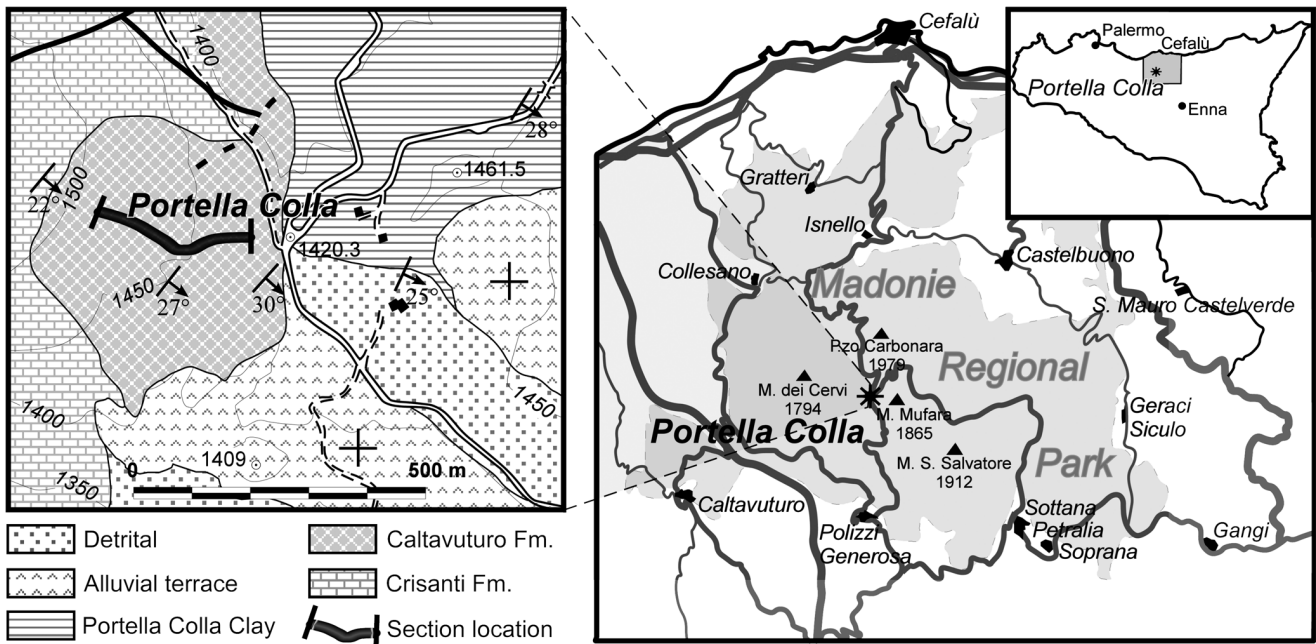 1400
28°
1461.5
1500
22°
Portella Colla
1420.3
1450
27°
30°
25°
1450
1400
1409
0
500 m
1350
Detrital
Alluvial terrace
Portella Colla Clay
Caltavuturo Fm.
Crisanti Fm.
Section location
Cefalù
Gratteri
Isnello
Collesano
Castelbuono
Madonie
S. Mauro Castelverde
P.zo Carbonara
1979
Regional
M. dei Cervi
1794
M. Mufara
1865
Geraci
Siculo
Portella Colla
M. S. Salvatore
1912
Park
Caltavuturo
Polizzi
Generosa
Sottana
Petralia
Soprana
Gangi
Palermo
Cefalù
Portella Colla
Enna